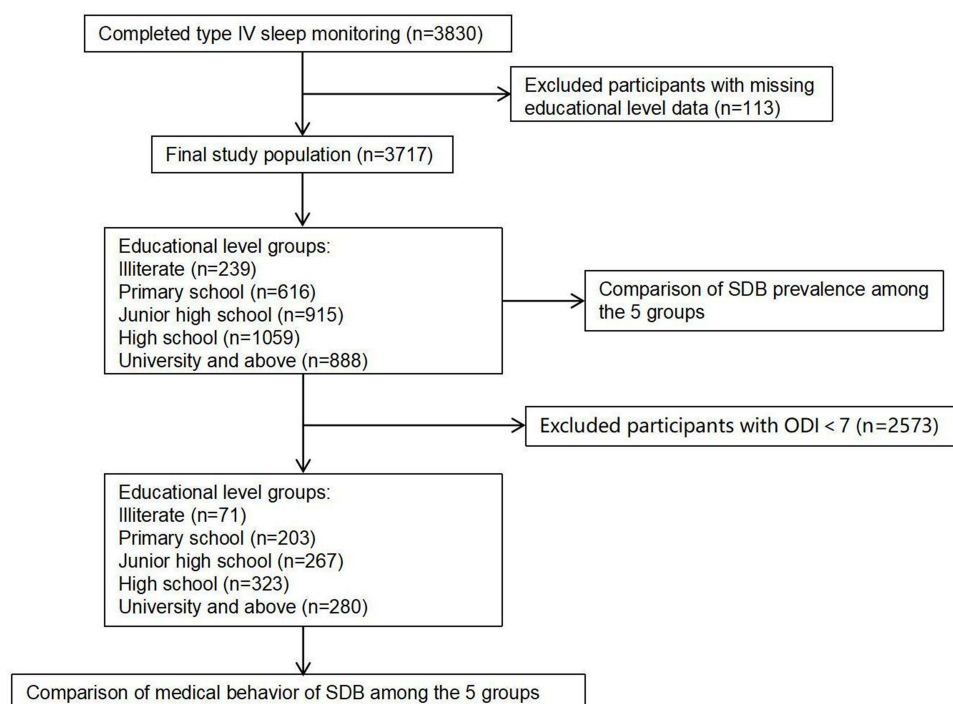 Completed type IV sleep monitoring (n=3830)
Excluded participants with missing
educational level data (n=113)
Final study population (n=3717)
Educational level groups:
Illiterate (n=239)
Primary school (n=616)
Junior high school (n=915)
High school (n=1059)
University and above (n=888)
Comparison of SDB prevalence among
the 5 groups
Excluded participants with ODI < 7 (n=2573)
Educational level groups:
Illiterate (n=71)
Primary school (n=203)
Junior high school (n=267)
High school (n=323)
University and above (n=280)
Comparison of medical behavior of SDB among the 5 groups